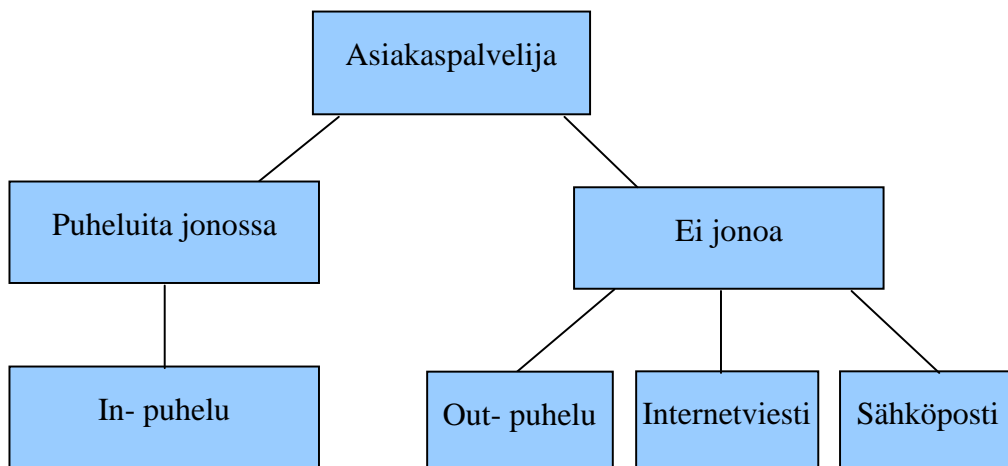 Asiakaspalvelija
Puheluita jonossa
Ei jonoa
In- puhelu
Out- puhelu
Internetviesti
Sähköposti